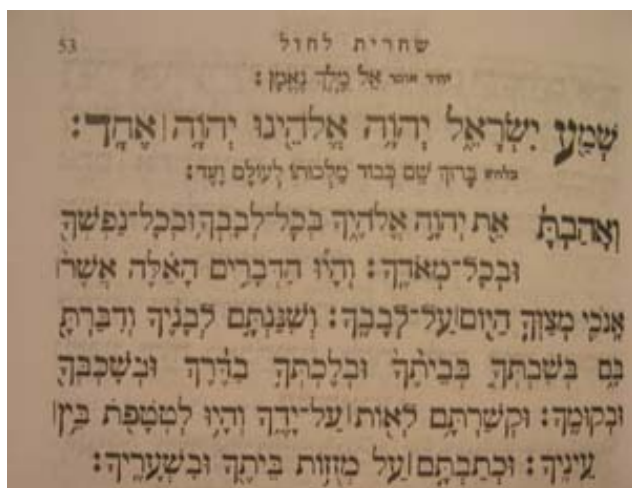 שחרית לחול 53
יחיד אומר אֵל מֶלֶךְ נֶאֱמָן׃
שְׁמַע יִשְׂרָאֵל יְהוָה אֱלֹהֵינוּ יְהוָה׀ אֶחָד׃
בלחש בָּרוּךְ שֵׁם כְּבוֹד מַלְכוּתוֹ לְעוֹלָם וָעֶד׃
וְאָהַבְתָּ אֵת יְהוָה אֱלֹהֶיךָ בְּכָל־לְבָבְךָ וּבְכָל־נַפְשְׁךָ
וּבְכָל־מְאֹדֶךָ׃ וְהָיוּ הַדְּבָרִים הָאֵלֶּה אֲשֶׁר
אָנֹכִי מְצַוְּךָ הַיּוֹם׀ עַל־לְבָבֶךָ׃ וְשִׁנַּנְתָּם לְבָנֶיךָ וְדִבַּרְתָּ
בָּם בְּשִׁבְתְּךָ בְּבֵיתֶךָ וּבְלֶכְתְּךָ בַדֶּרֶךְ וּבְשָׁכְבְּךָ
וּבְקוּמֶךָ׃ וּקְשַׁרְתָּם לְאוֹת׀ עַל־יָדֶךָ וְהָיוּ לְטֹטָפֹת בֵּין׀
עֵינֶיךָ׃ וּכְתַבְתָּם׀ עַל מְזֻזוֹת בֵּיתֶךָ וּבִשְׁעָרֶיךָ׃